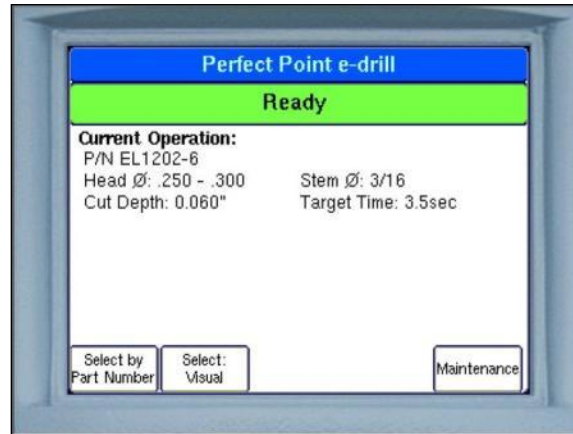 Perfect Point e-drill
Ready
Current Operation:
P/N EL1202-6
Head Ø: .250 - .300 Stem Ø: 3/16
Cut Depth: 0.060" Target Time: 3.5sec
Select by
Part Number
Select:
Visual
Maintenance